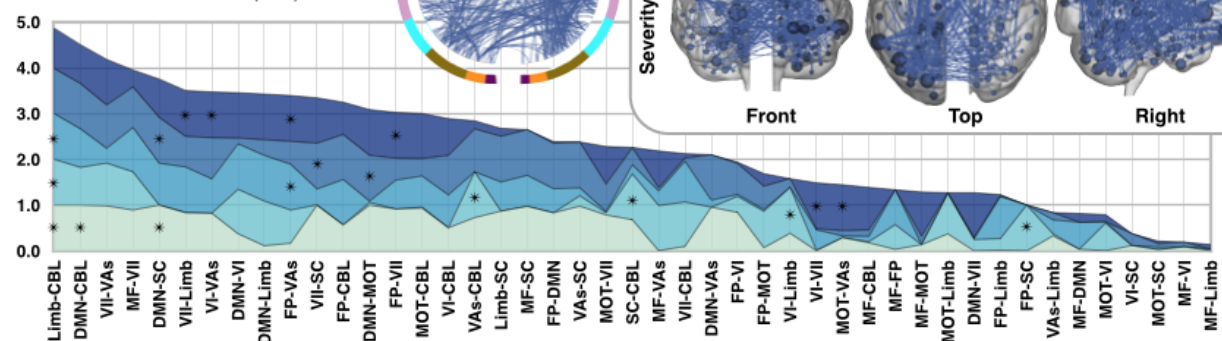 Severity
Front
Top
Right
5.0
4.0
3.0
2.0
1.0
0.0
Limb-CBL
DMN-CBL
VII-VAs
MF-VII
DMN-SC
VII-Limb
VI-VAs
DMN-VI
DMN-Limb
FP-VAs
VII-SC
FP-CBL
DMN-MOT
FP-VII
MOT-CBL
VI-CBL
VAs-CBL
Limb-SC
MF-SC
FP-DMN
VAs-SC
MOT-VII
SC-CBL
MF-VAs
VII-CBL
DMN-VAs
FP-VI
FP-MOT
VI-Limb
VI-VII
MOT-VAs
MF-CBL
MF-FP
MF-MOT
MOT-Limb
DMN-VII
FP-Limb
FP-SC
VAs-Limb
MF-DMN
MOT-VI
VI-SC
MOT-SC
MF-VI
MF-Limb